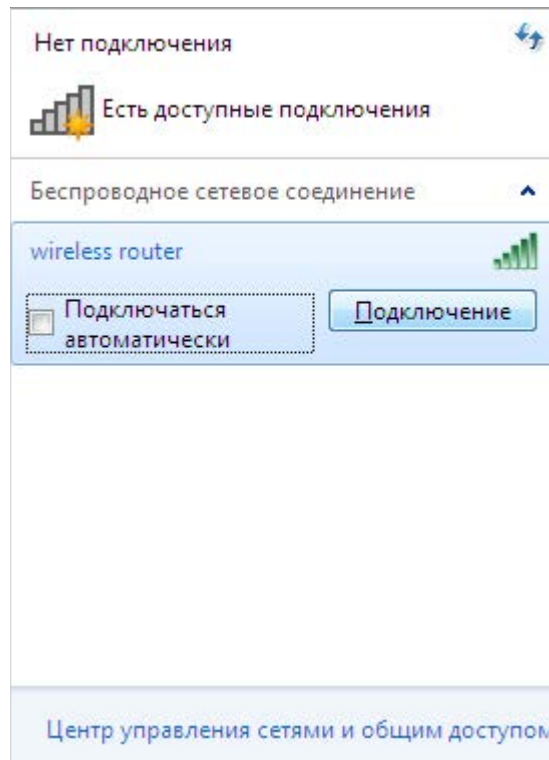 Нет подключения
Есть доступные подключения
Беспроводное сетевое соединение
wireless router
Подключаться
автоматически
Подключение
Центр управления сетями и общим доступом